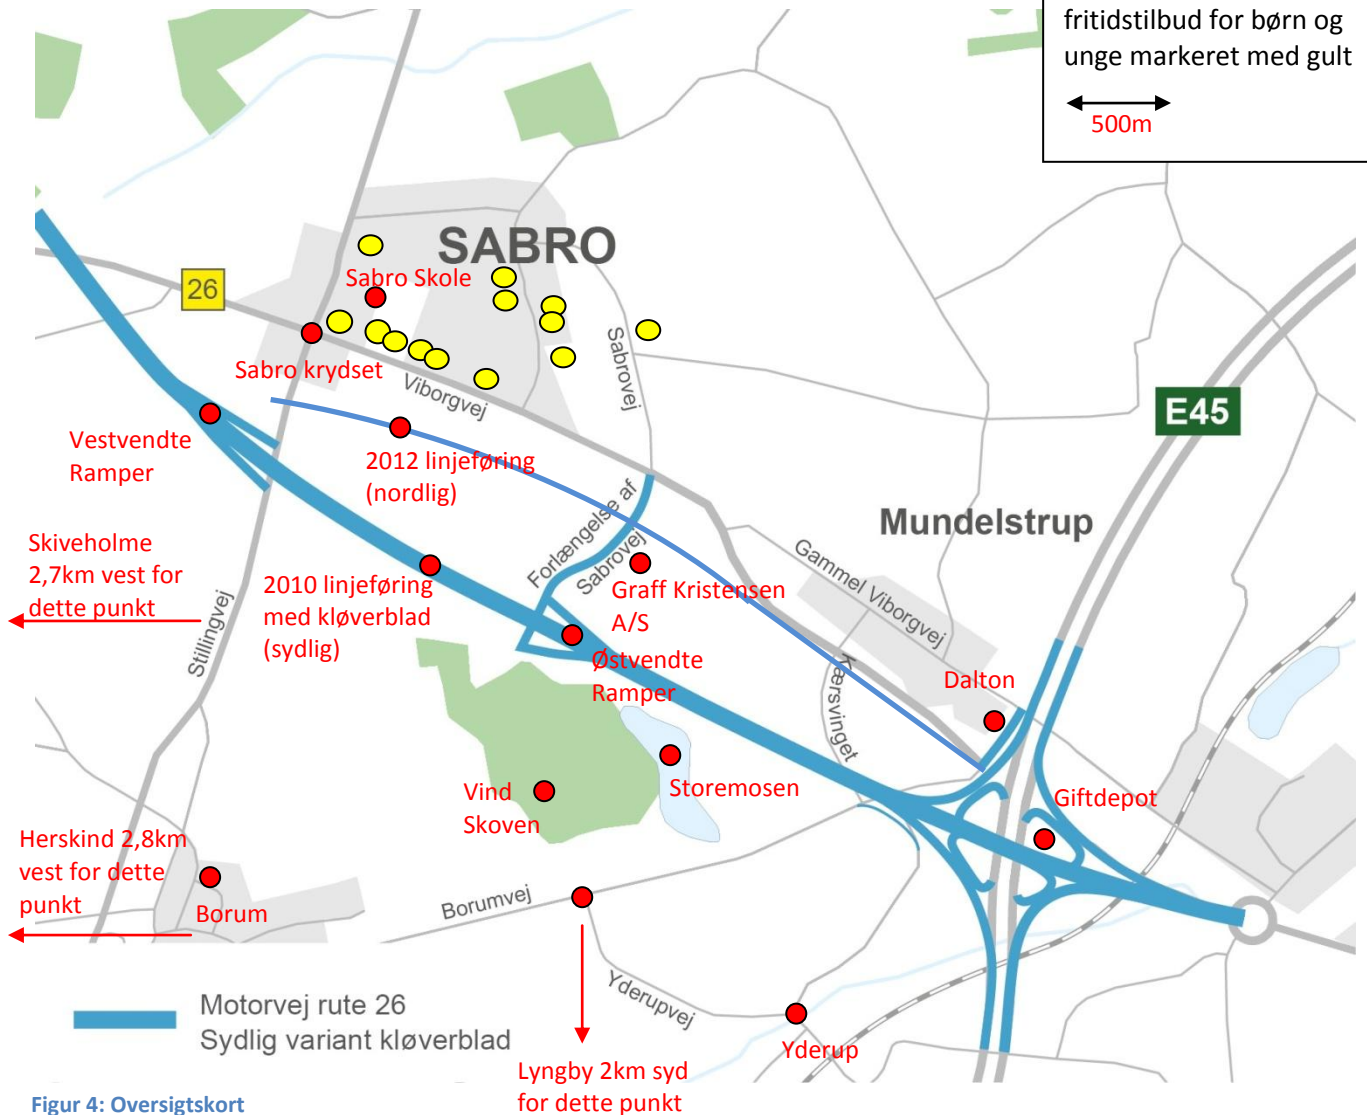 fritidstilbud for børn og
unge markeret med gult
500m
SABRO
Sabro Skole
26
Sabro krydset
Viborgvej
Sabrovej
E45
Vestvendte
Ramper
2012 linjeføring
(nordlig)
Mundelstrup
Forlængelse af
Sabrovej
Gammel Viborgvej
Skiveholme
2,7km vest for
dette punkt
2010 linjeføring
med kløverblad
(sydlig)
Graff Kristensen
A/S
Stillingvej
Østvendte
Ramper
Kærsvinget
Dalton
Storemosen
Vind
Skoven
Giftdepot
Herskind 2,8km
vest for dette
punkt
Borum
Borumvej
Yderupvej
Motorvej rute 26
Sydlig variant kløverblad
Yderup
Lyngby 2km syd
for dette punkt
Figur 4: Oversigtskort